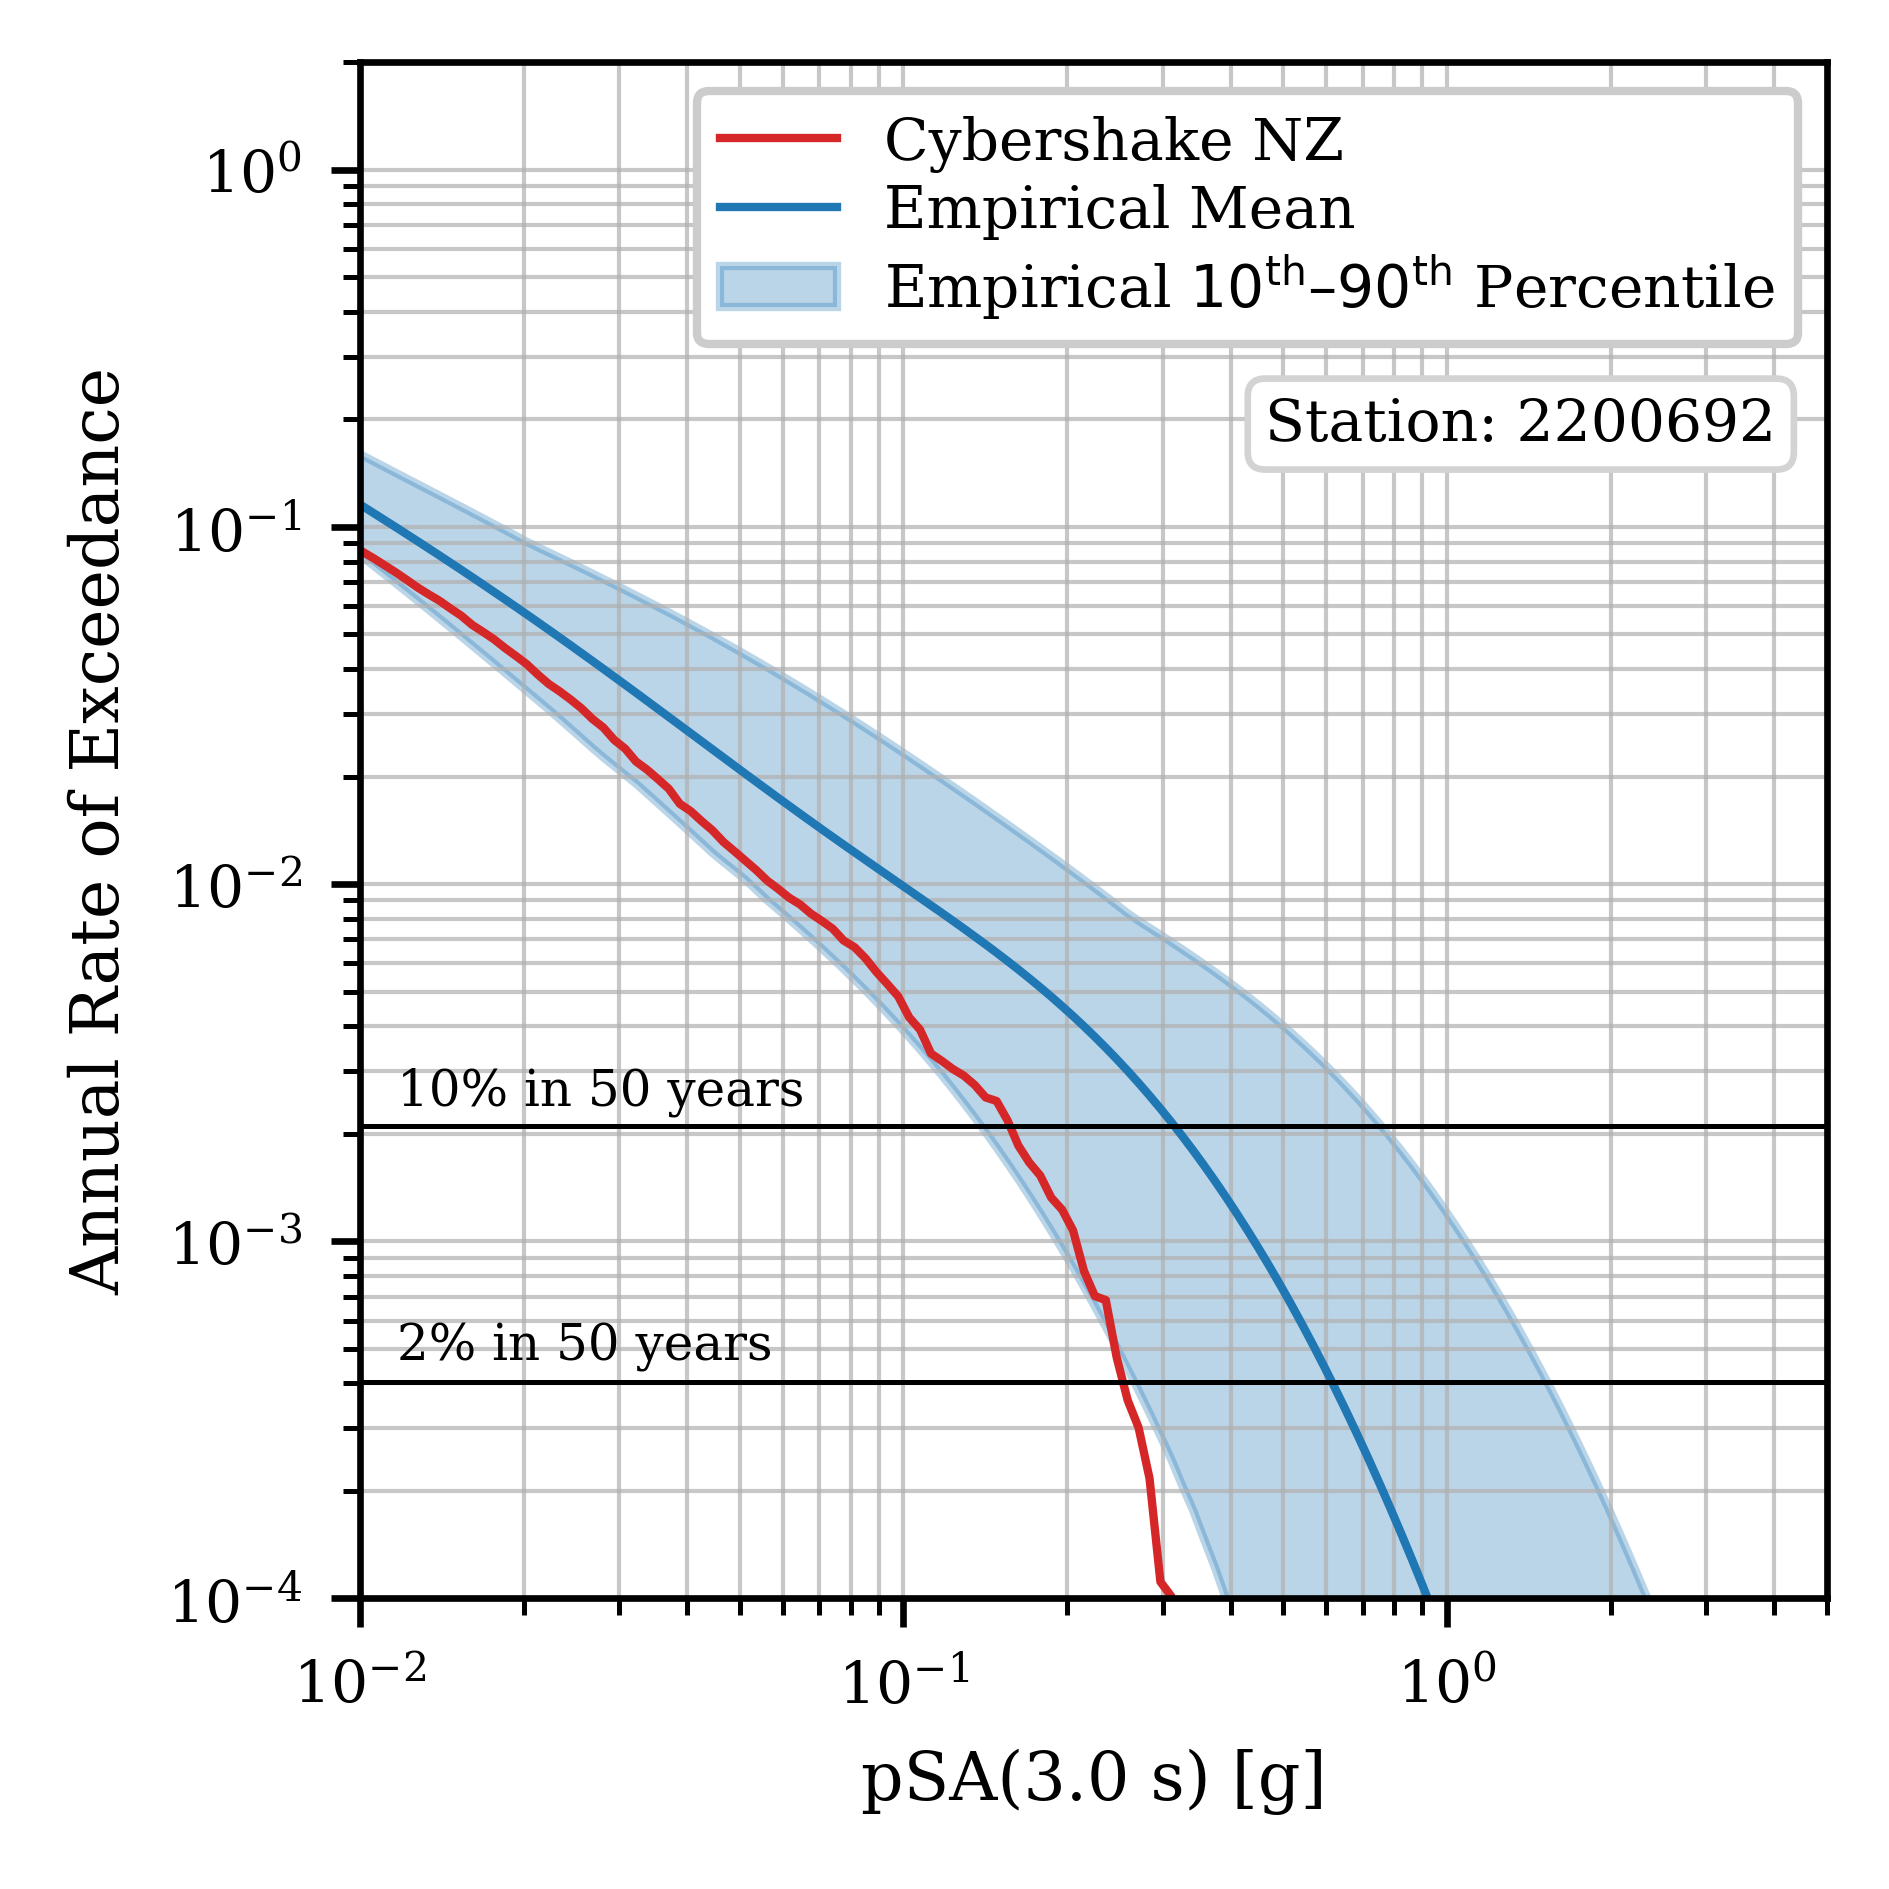 Cybershake NZ
Empirical Mean
Empirical 10ᵗʰ–90ᵗʰ Percentile
Station: 2200692
Annual Rate of Exceedance
10⁰
10⁻¹
10⁻²
10⁻³
10⁻⁴
10% in 50 years
2% in 50 years
10⁻² 10⁻¹ 10⁰
pSA(3.0 s) [g]